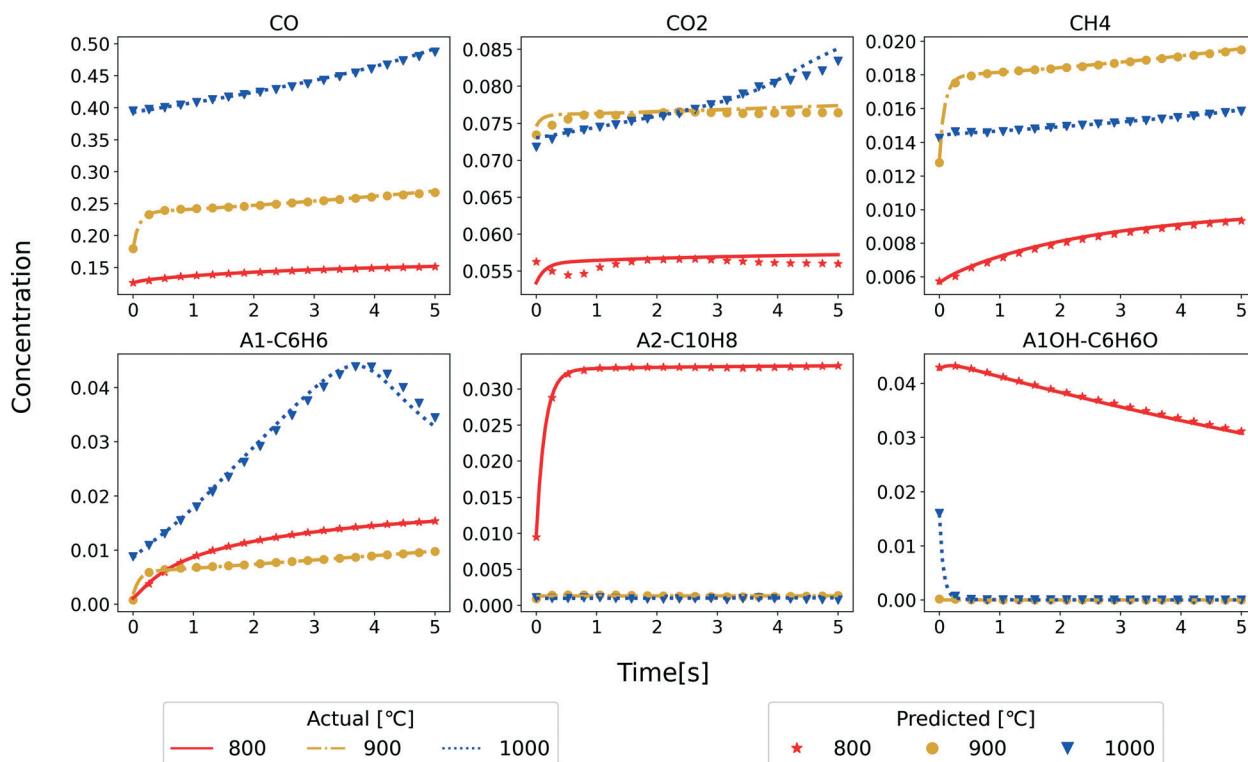 CO
CO2
CH4
0.50
0.45
0.40
0.35
0.30
0.25
0.20
0.15
0 1 2 3 4 5
0.085
0.080
0.075
0.070
0.065
0.060
0.055
0 1 2 3 4 5
0.020
0.018
0.016
0.014
0.012
0.010
0.008
0.006
0 1 2 3 4 5
Concentration
A1-C6H6
A2-C10H8
A1OH-C6H6O
0.04
0.03
0.02
0.01
0.00
0 1 2 3 4 5
0.030
0.025
0.020
0.015
0.010
0.005
0.000
0 1 2 3 4 5
0.04
0.03
0.02
0.01
0.00
0 1 2 3 4 5
Time[s]
Actual [℃]
800 900 1000
Predicted [℃]
800 900 1000